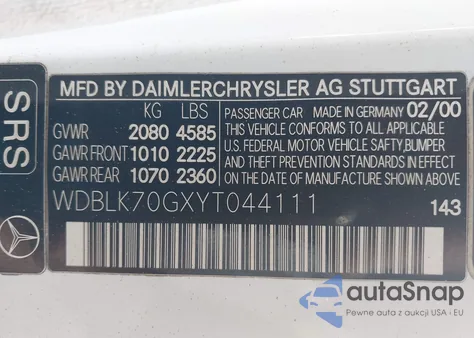 SRS
MFD BY DAIMLERCHRYSLER AG STUTTGART
KG LBS
GVWR 2080 4585
GAWR FRONT 1010 2225
GAWR REAR 1070 2360
PASSENGER CAR MADE IN GERMANY 02/00
THIS VEHICLE CONFORMS TO ALL APPLICABLE
U.S. FEDERAL MOTOR VEHICLE SAFETY, BUMPER
AND THEFT PREVENTION STANDARDS IN EFFECT
ON THE DATE OF MANUFACTURE SHOWN ABOVE.
WDBLK70GXYT044111
143
autoSnap
Pewne auta z aukcji USA - EU